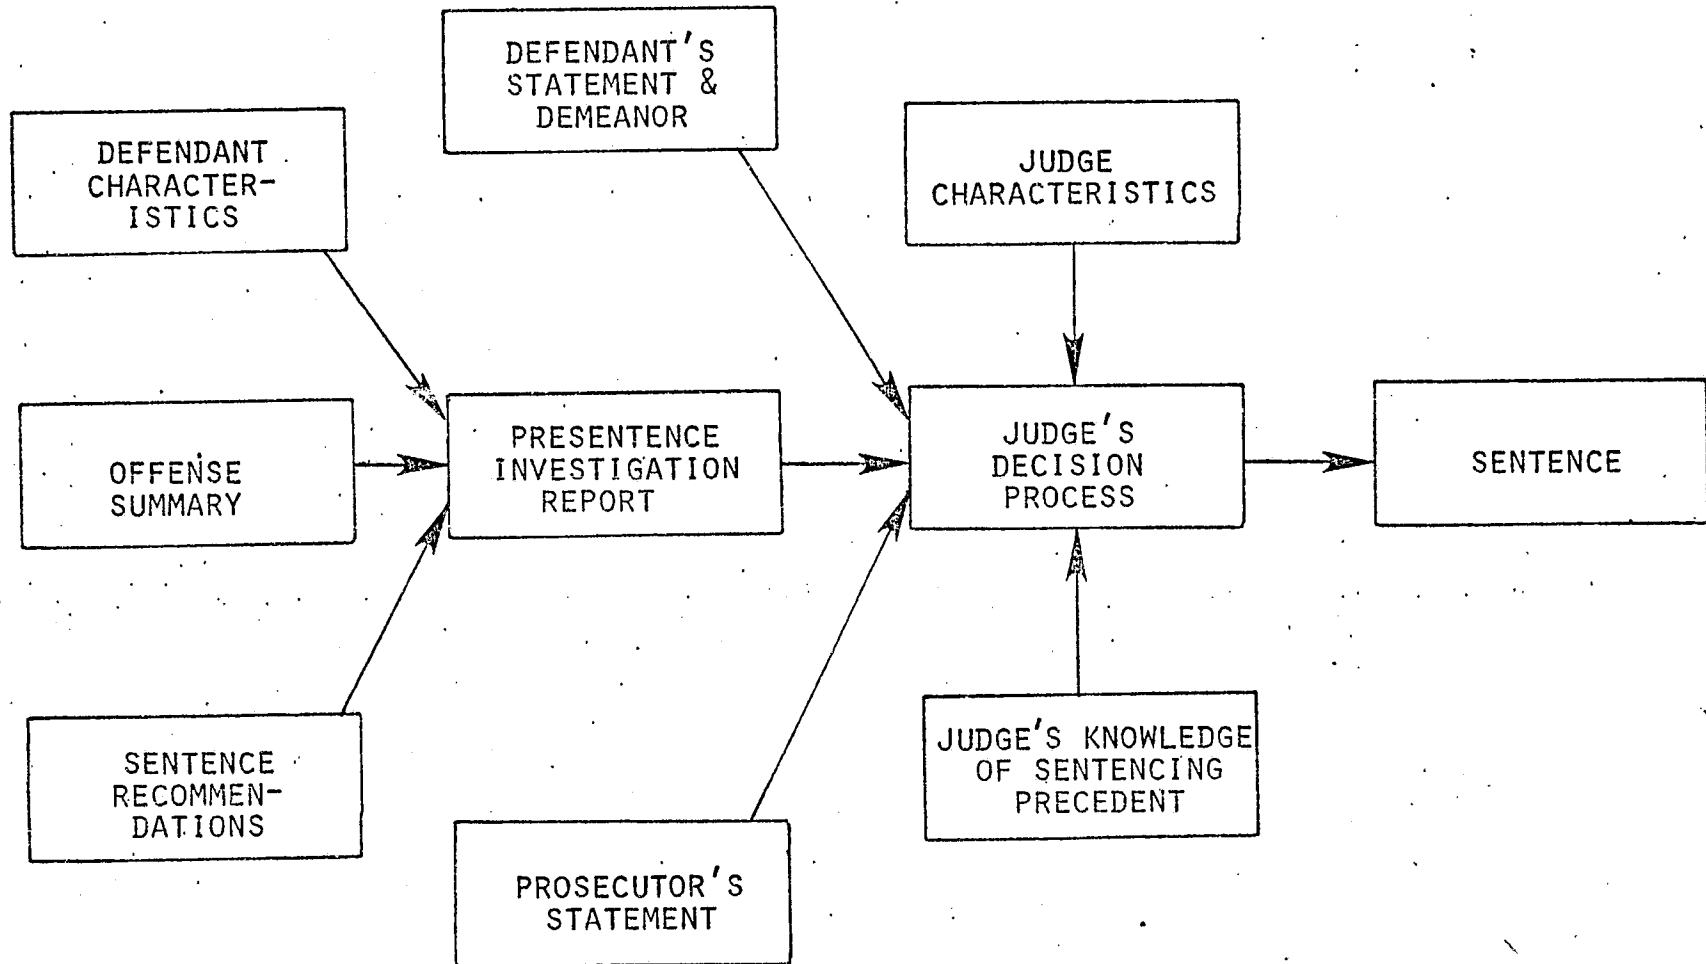 DEFENDANT'S
STATEMENT &
DEMEANOR
DEFENDANT
CHARACTER-
ISTICS
JUDGE
CHARACTERISTICS
OFFENSE
SUMMARY
PRESENTENCE
INVESTIGATION
REPORT
JUDGE'S
DECISION
PROCESS
SENTENCE
SENTENCE
RECOMMEN-
DATIONS
JUDGE'S KNOWLEDGE
OF SENTENCING
PRECEDENT
PROSECUTOR'S
STATEMENT